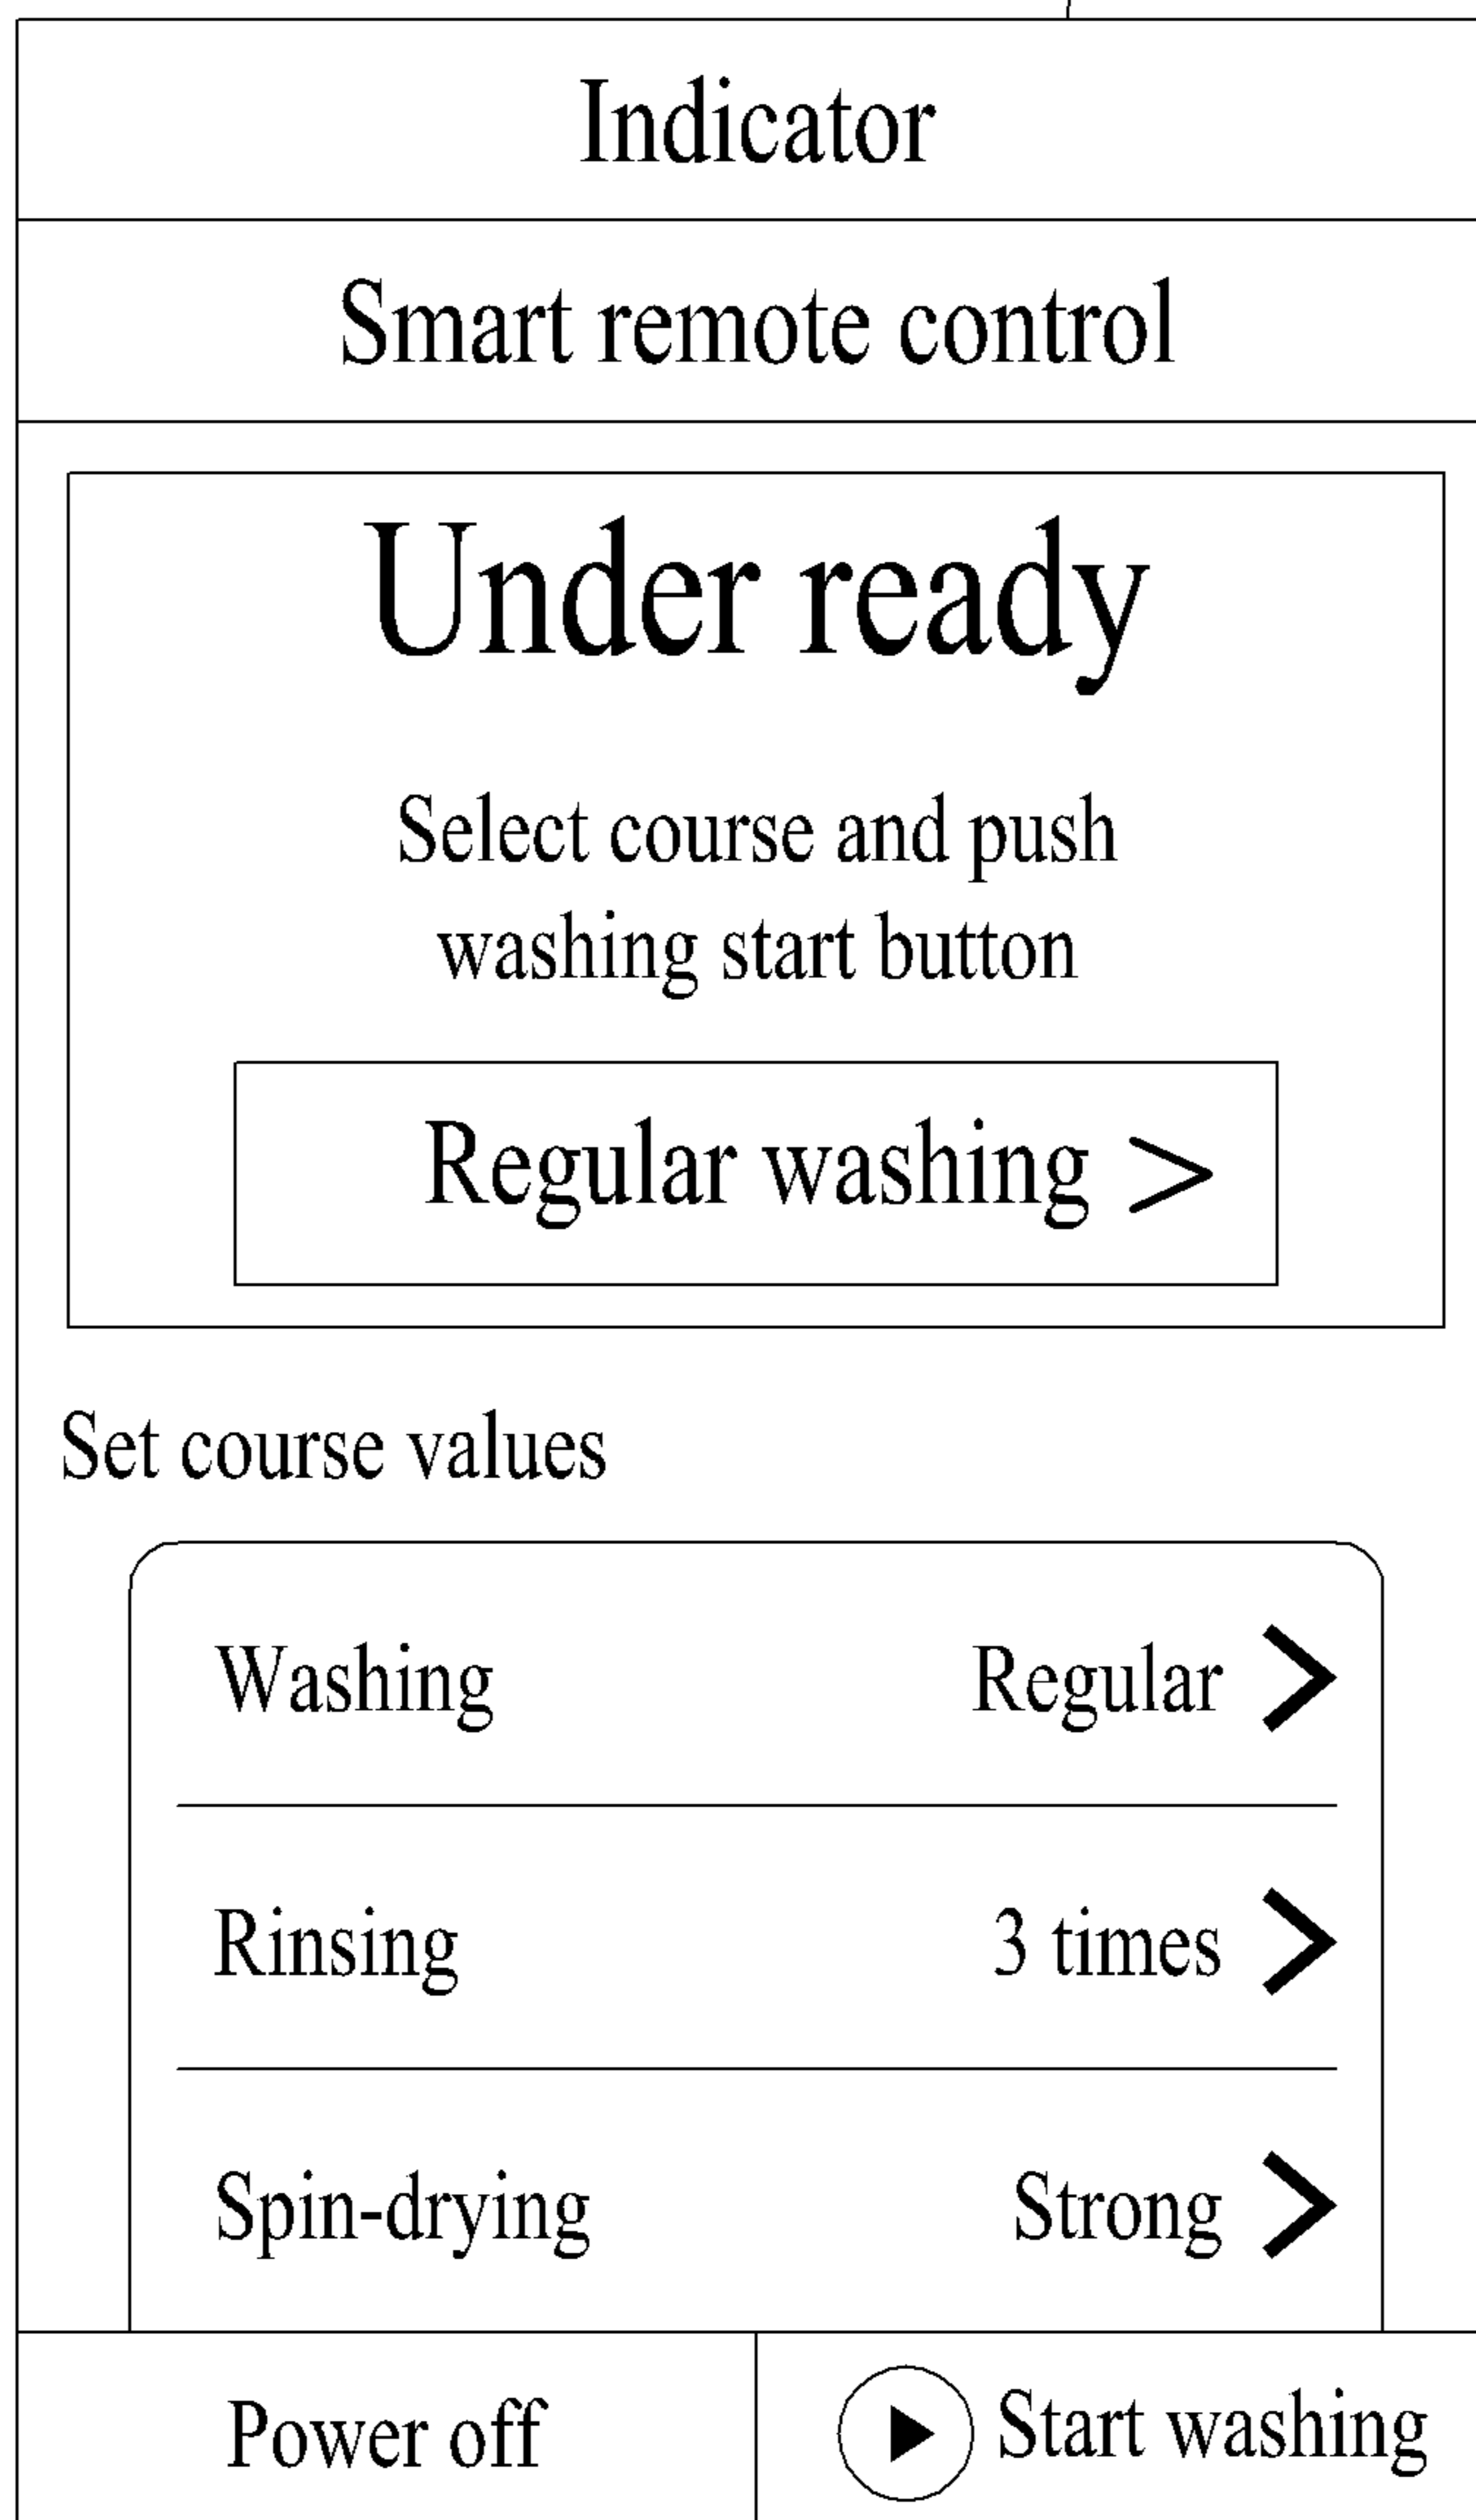 Indicator
Smart remote control
Under ready
Select course and push
washing start button
Regular washing >
Set course values
Washing Regular >
Rinsing 3 times >
Spin-drying Strong >
Power off
Start washing